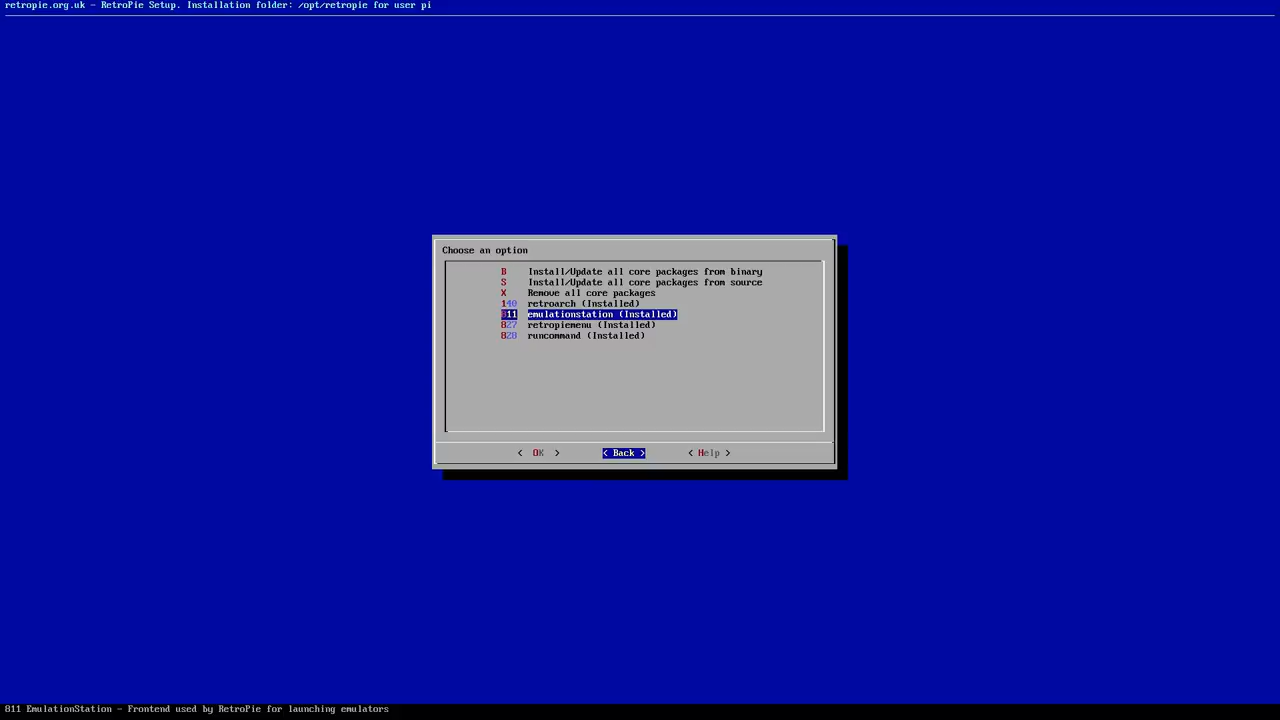 retropie.org.uk - RetroPie Setup. Installation folder: /opt/retropie for user pi
Choose an option
B Install/Update all core packages from binary
S Install/Update all core packages from source
X Remove all core packages
140 retroarch (Installed)
811 emulationstation (Installed)
827 retropiemenu (Installed)
828 runcommand (Installed)
< OK > < Back > < Help >
811 EmulationStation - Frontend used by RetroPie for launching emulators